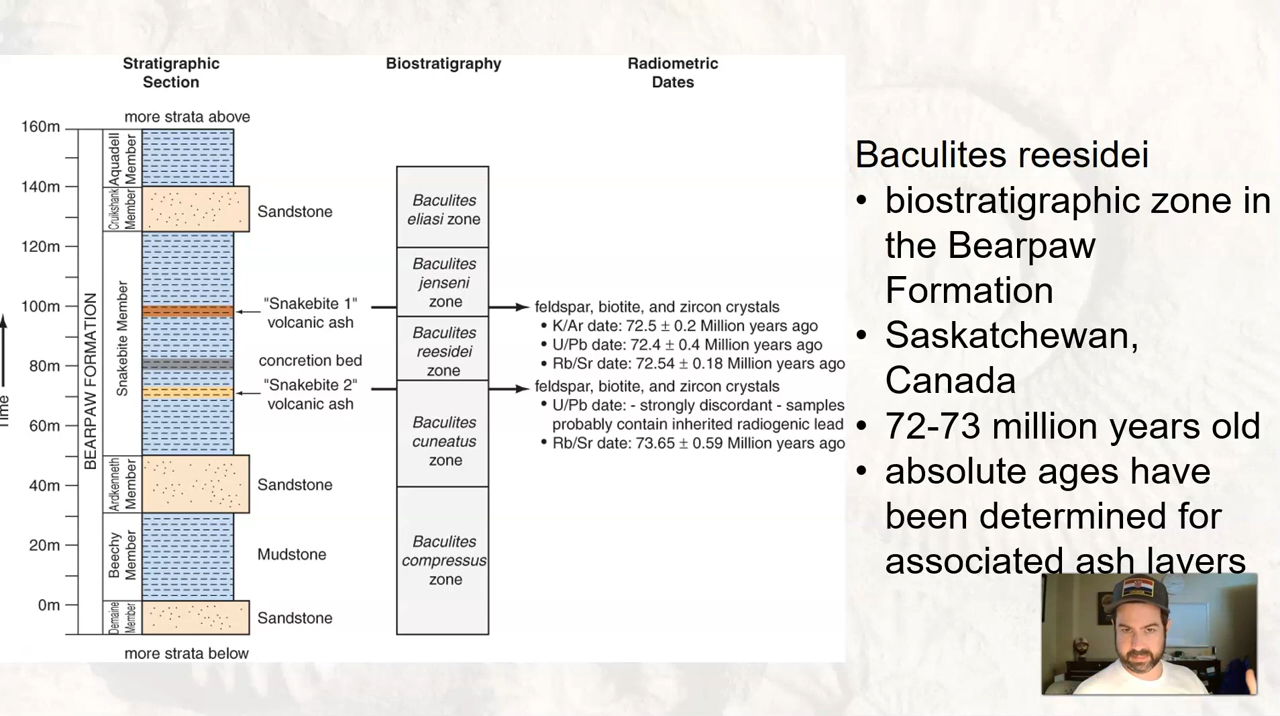 Stratigraphic
Section
Biostratigraphy
Radiometric
Dates
more strata above
160m
140m
120m
100m
80m
60m
40m
20m
0m
Time
BEARPAW FORMATION
Aquadell
Member
Cruikshank
Member
Snakebite Member
Ardkenneth
Member
Beechy
Member
Demaine
Member
Sandstone
"Snakebite 1"
volcanic ash
concretion bed
"Snakebite 2"
volcanic ash
Sandstone
Mudstone
Sandstone
more strata below
Baculites
eliasi zone
Baculites
jenseni
zone
Baculites
reesidei
zone
Baculites
cuneatus
zone
Baculites
compressus
zone
feldspar, biotite, and zircon crystals
• K/Ar date: 72.5 ± 0.2 Million years ago
• U/Pb date: 72.4 ± 0.4 Million years ago
• Rb/Sr date: 72.54 ± 0.18 Million years ago
feldspar, biotite, and zircon crystals
• U/Pb date: - strongly discordant - samples
probably contain inherited radiogenic lead
• Rb/Sr date: 73.65 ± 0.59 Million years ago
Baculites reesidei
• biostratigraphic zone in
the Bearpaw
Formation
• Saskatchewan,
Canada
• 72-73 million years old
• absolute ages have
been determined for
associated ash layers